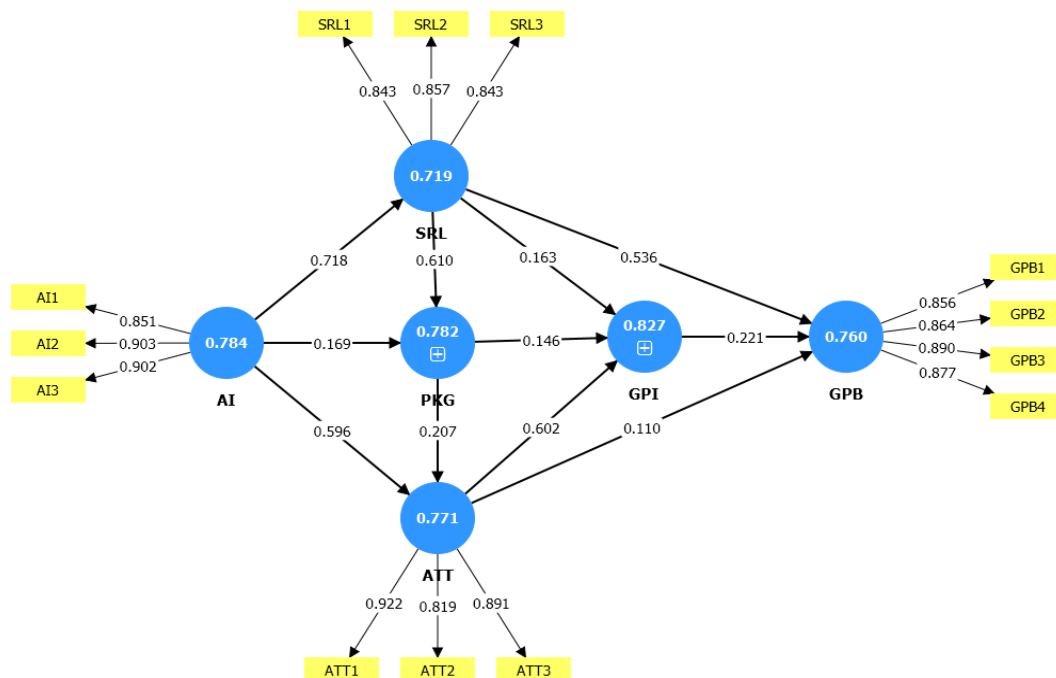 SRL1 SRL2 SRL3
0.843 0.857 0.843
0.719
SRL
0.718 0.610 0.163 0.536
AI1
AI2
AI3
0.851
0.903
0.902
0.784
AI
0.169
0.782
PKG
0.146
0.827
GPI
0.221
0.760
GPB
0.856
0.864
0.890
0.877
GPB1
GPB2
GPB3
GPB4
0.596 0.207 0.602 0.110
0.771
ATT
0.922 0.819 0.891
ATT1 ATT2 ATT3